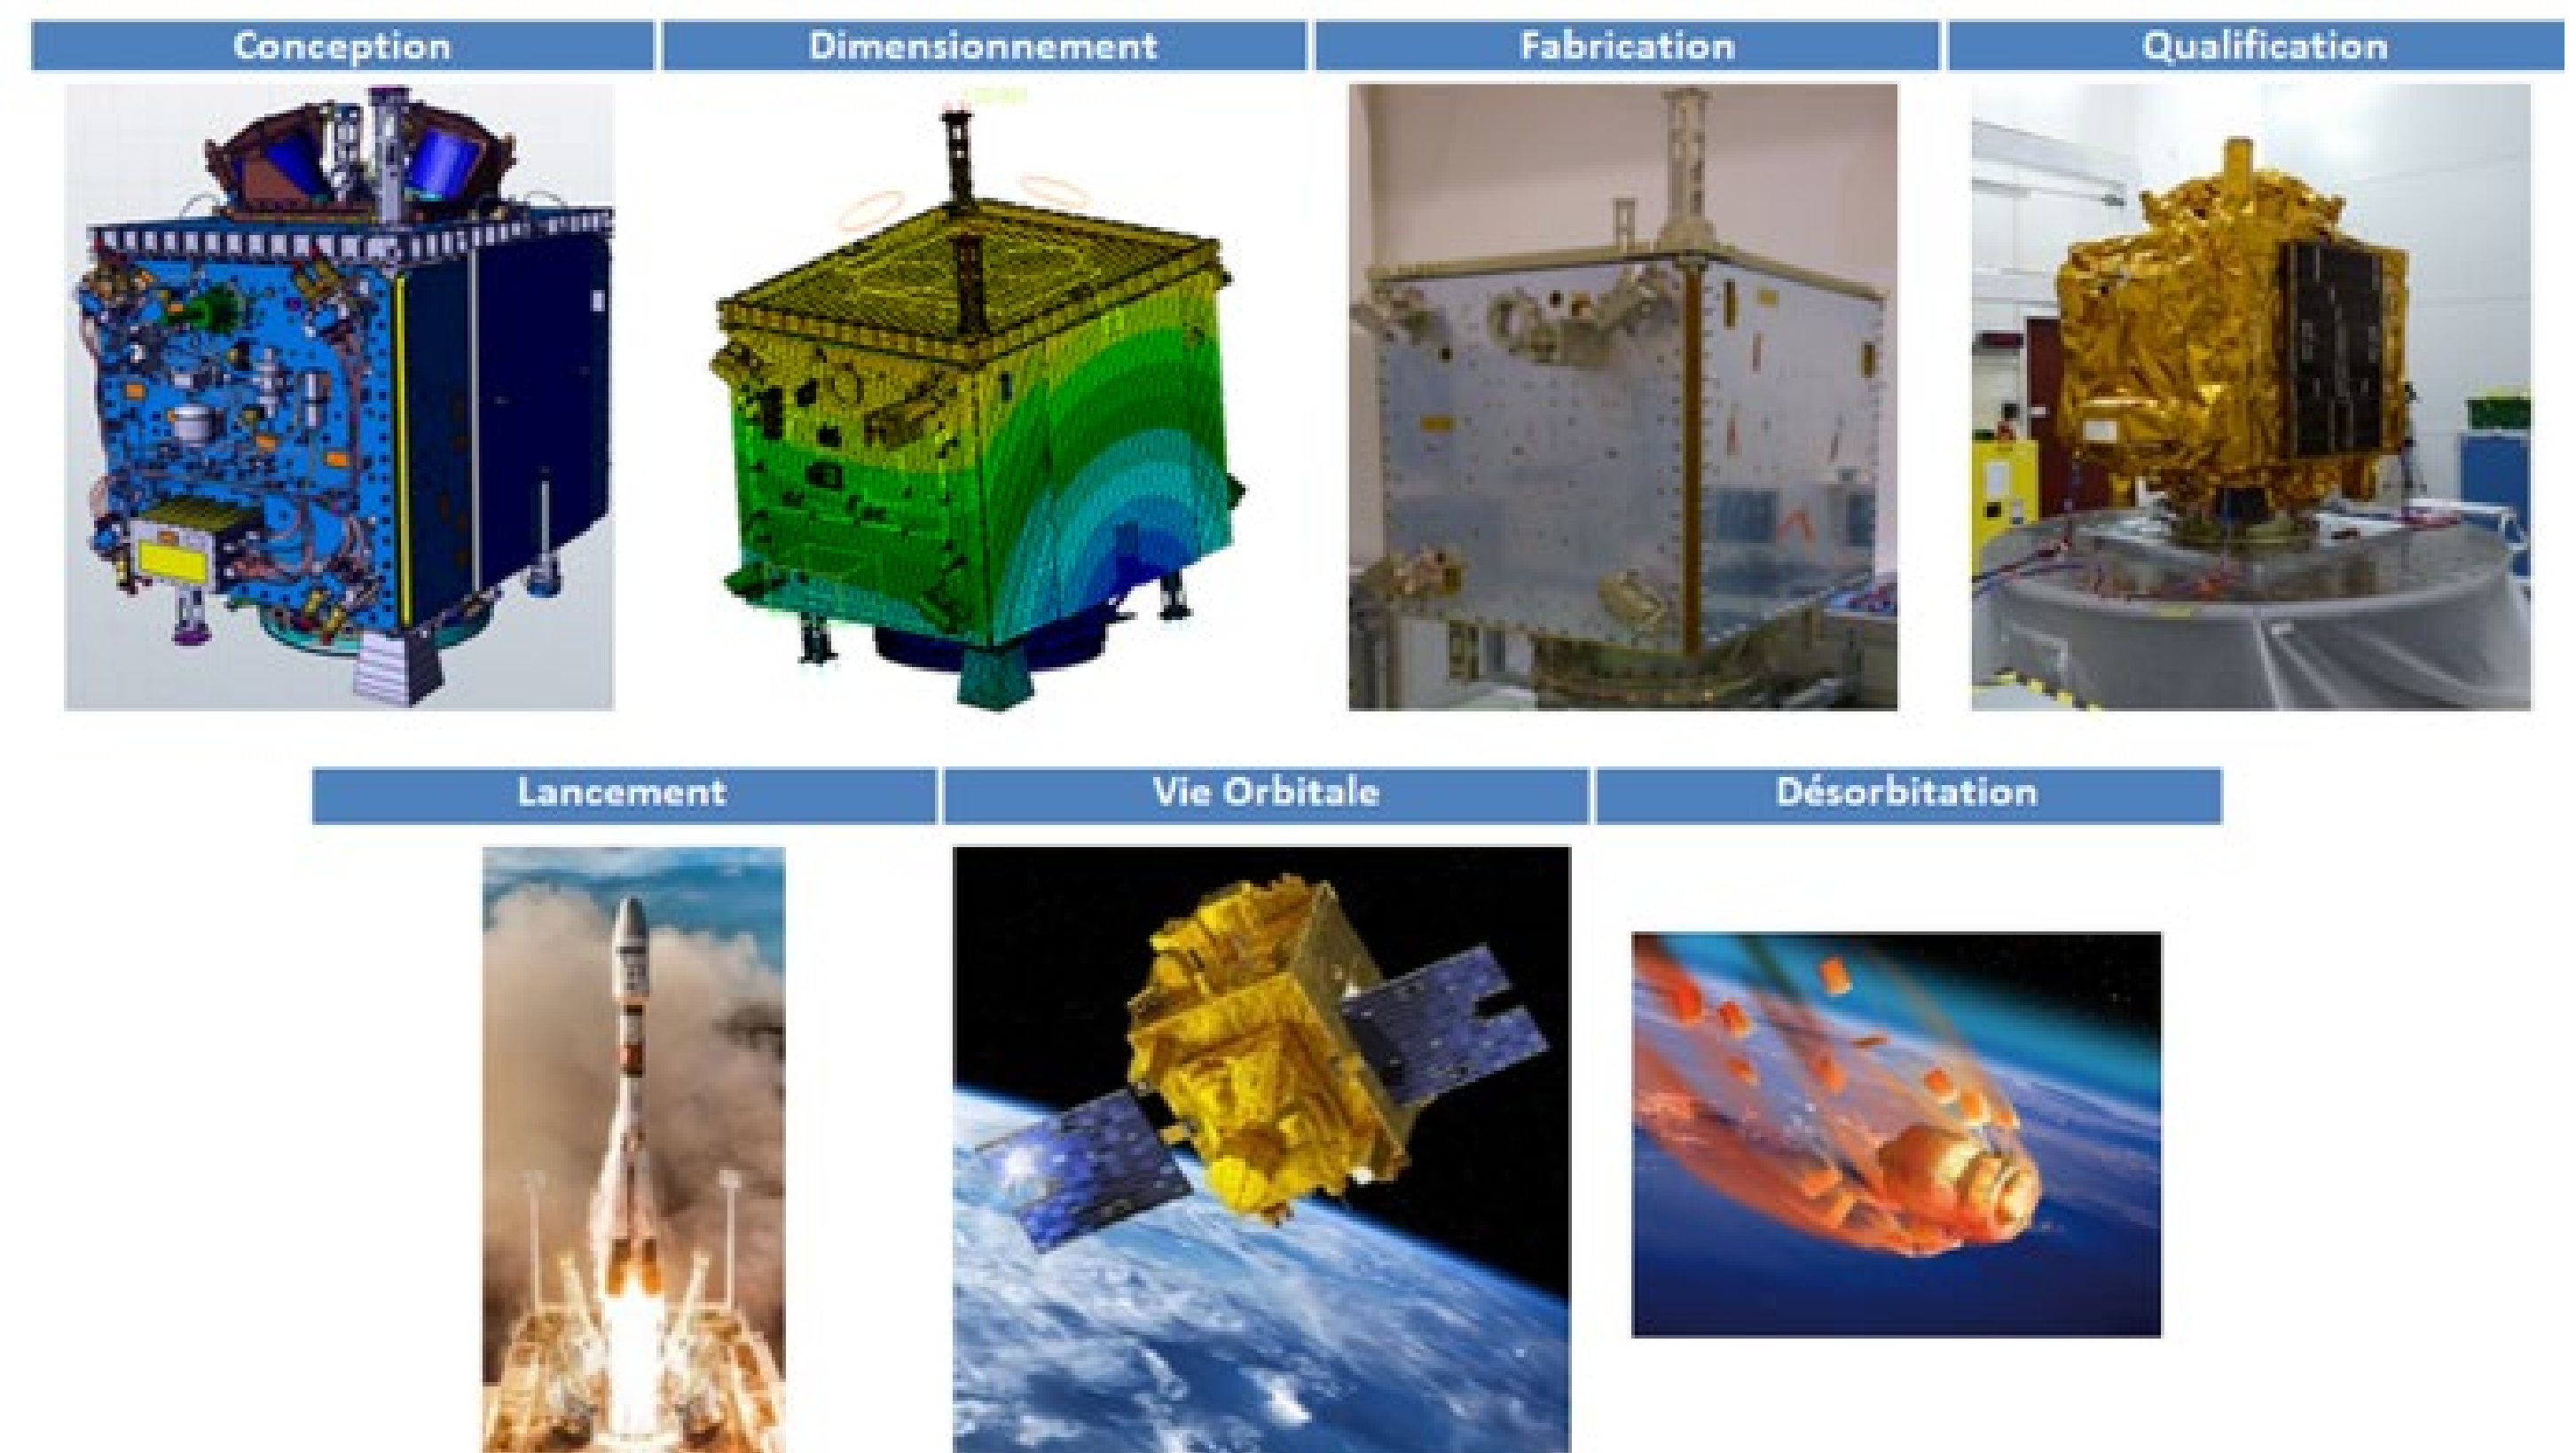 Conception
Dimensionnement
Fabrication
Qualification
Lancement
Vie Orbitale
Désorbitation